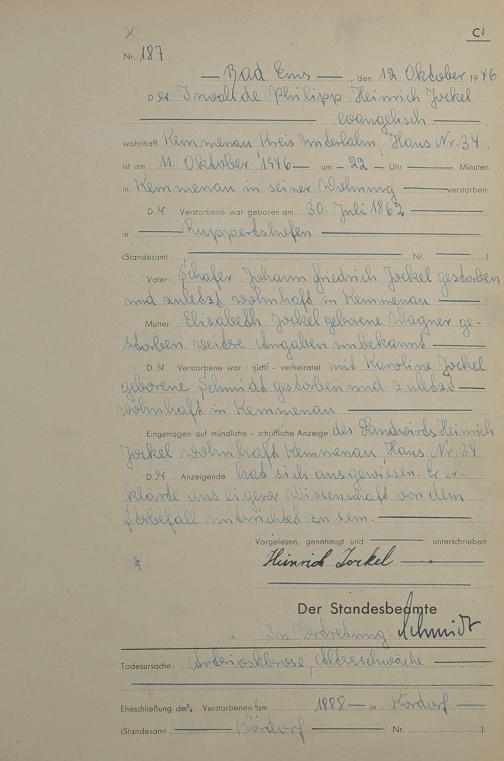 C1
Nr. 187
Bad Ems, den 12. Oktober 1946
Der Invalide Philipp Heinrich Jockel
evangelisch
wohnhaft Kemmenau Kreis Unterlahn, Haus Nr. 34
ist am 11. Oktober 1946 um 22 Uhr Minuten
in Kemmenau in seiner Wohnung verstorben.
Der Verstorbene war geboren am 30. Juli 1862
in Ruppertshofen
(Standesamt Nr. )
Vater: Schäfer Johann Friedrich Jockel gestorben
und zuletzt wohnhaft in Kemmenau
Mutter: Elisabeth Jockel geborene Wagner ge-
storben weitere Angaben unbekannt
Der Verstorbene war - nicht - verheiratet mit Karoline Jockel
geborene Schmidt gestorben und zuletzt
wohnhaft in Kemmenau
Eingetragen auf mündliche - schriftliche Anzeige des Landwirtes Heinrich
Jockel wohnhaft Kemmenau, Haus Nr. 34
Der Anzeigende hat sich ausgewiesen. Er er-
klärte aus eigener Wissenschaft von dem
Sterbefall unterrichtet zu sein.
Vorgelesen, genehmigt und unterschrieben
Heinrich Jockel
Der Standesbeamte
In Vertretung: Schmidt
Todesursache: Arteriosklerose, Altersschwäche
Eheschließung des Verstorbenen am 1888 in Kördorf
(Standesamt Kördorf Nr. ).